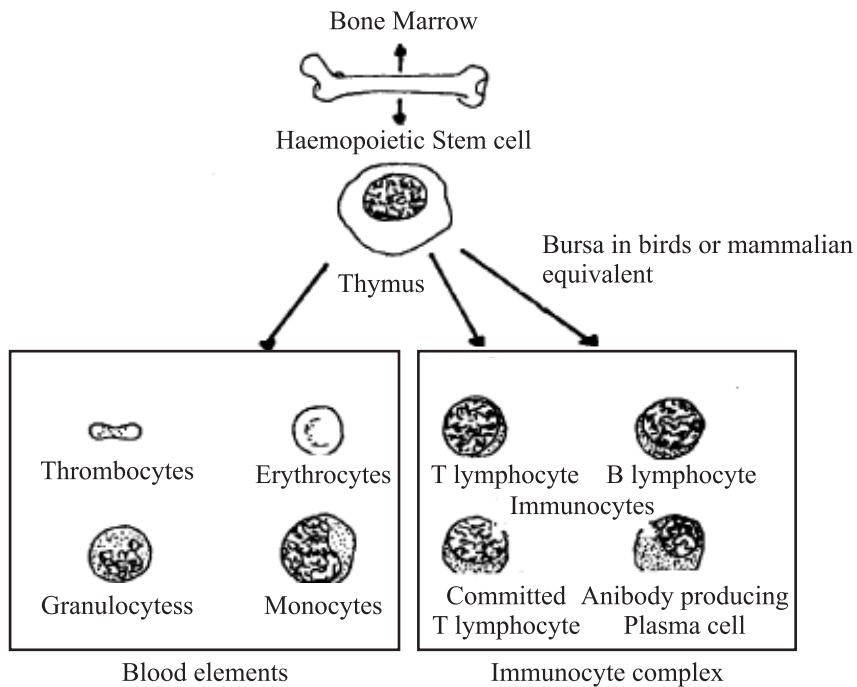 Bone Marrow
Haemopoietic Stem cell
Bursa in birds or mammalian
equivalent
Thymus
Thrombocytes
Erythrocytes
Granulocytess
Monocytes
T lymphocyte
B lymphocyte
Immunocytes
Committed
T lymphocyte
Anibody producing
Plasma cell
Blood elements
Immunocyte complex